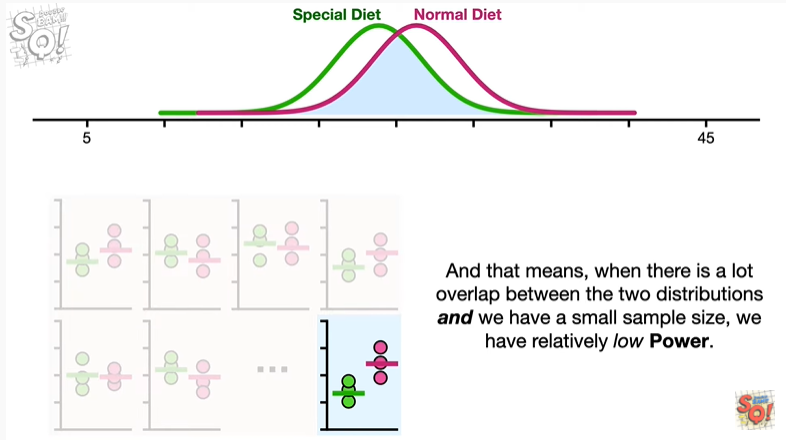 Special Diet Normal Diet
5 45
And that means, when there is a lot
overlap between the two distributions
and we have a small sample size, we
have relatively low Power.
SQ!